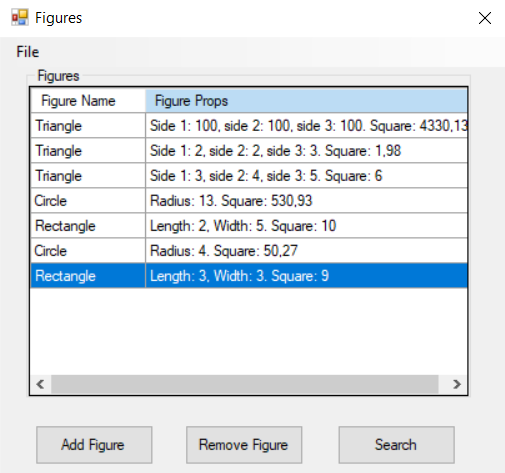 Figures
File
Figures
Figure Name Figure Props
Triangle Side 1: 100, side 2: 100, side 3: 100. Square: 4330,13
Triangle Side 1: 2, side 2: 2, side 3: 3. Square: 1,98
Triangle Side 1: 3, side 2: 4, side 3: 5. Square: 6
Circle Radius: 13. Square: 530,93
Rectangle Length: 2, Width: 5. Square: 10
Circle Radius: 4. Square: 50,27
Rectangle Length: 3, Width: 3. Square: 9
Add Figure Remove Figure Search